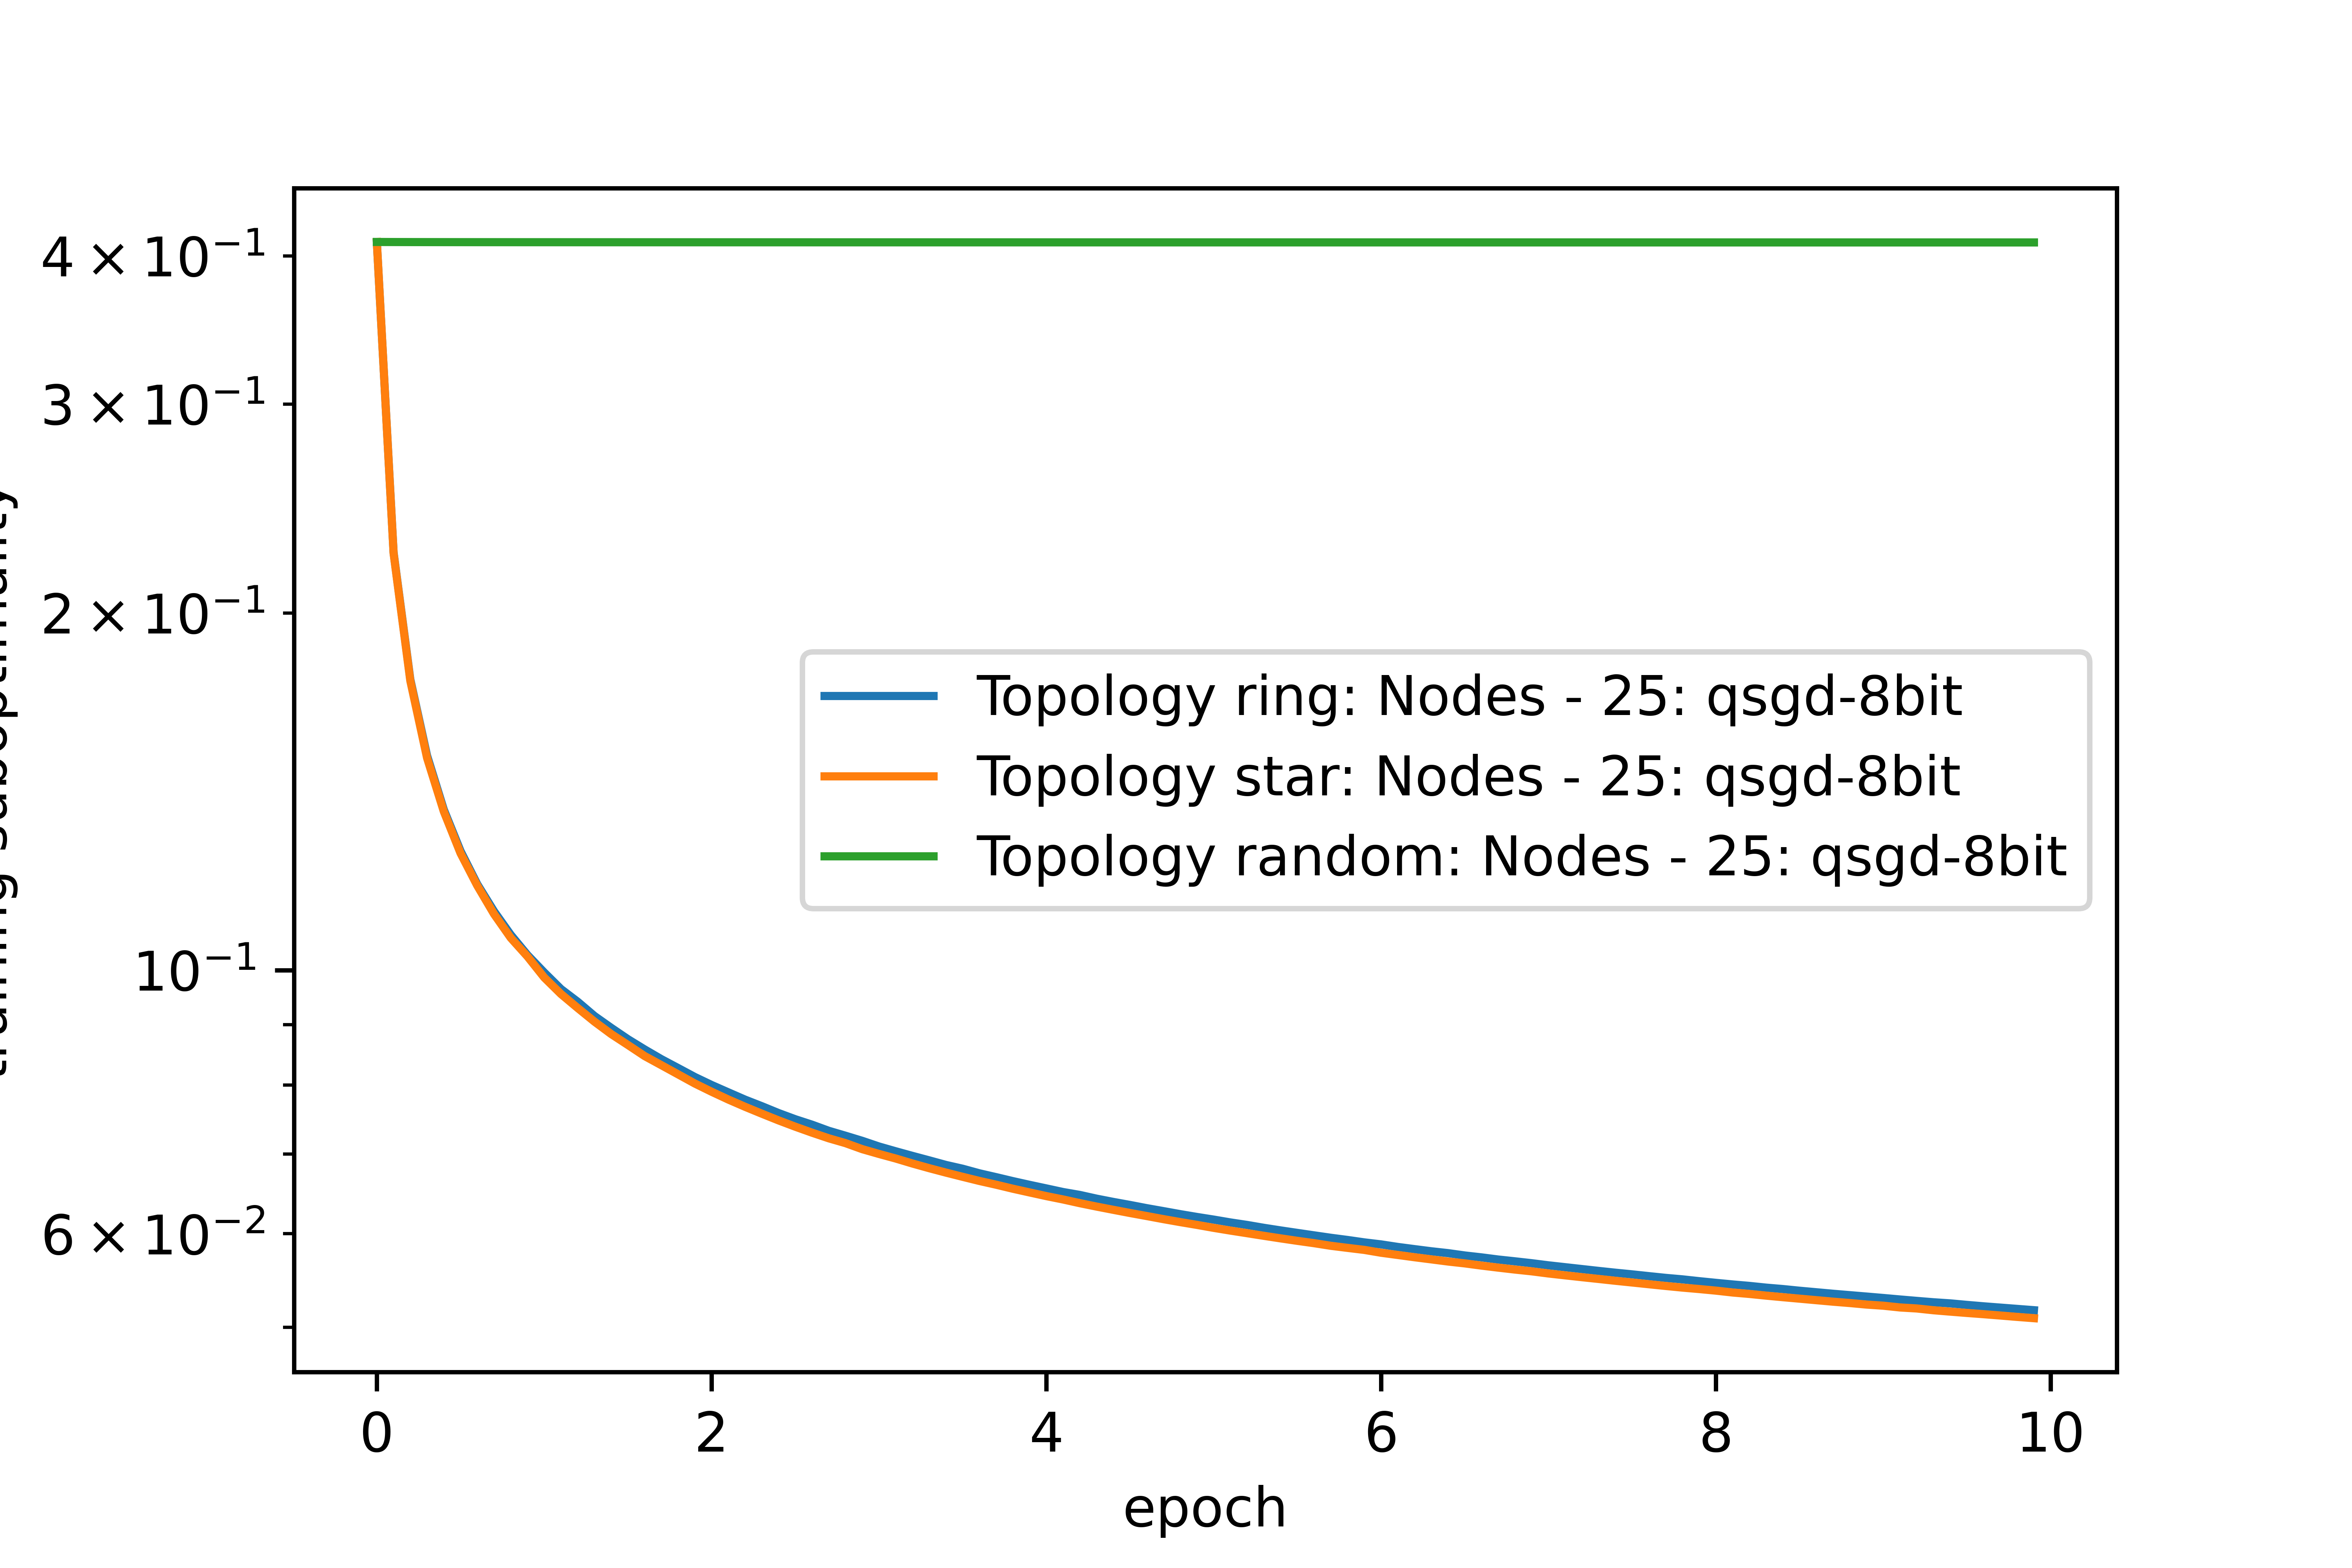 4 × 10⁻¹
3 × 10⁻¹
2 × 10⁻¹
10⁻¹
6 × 10⁻²
Topology ring: Nodes - 25: qsgd-8bit
Topology star: Nodes - 25: qsgd-8bit
Topology random: Nodes - 25: qsgd-8bit
0 2 4 6 8 10
epoch